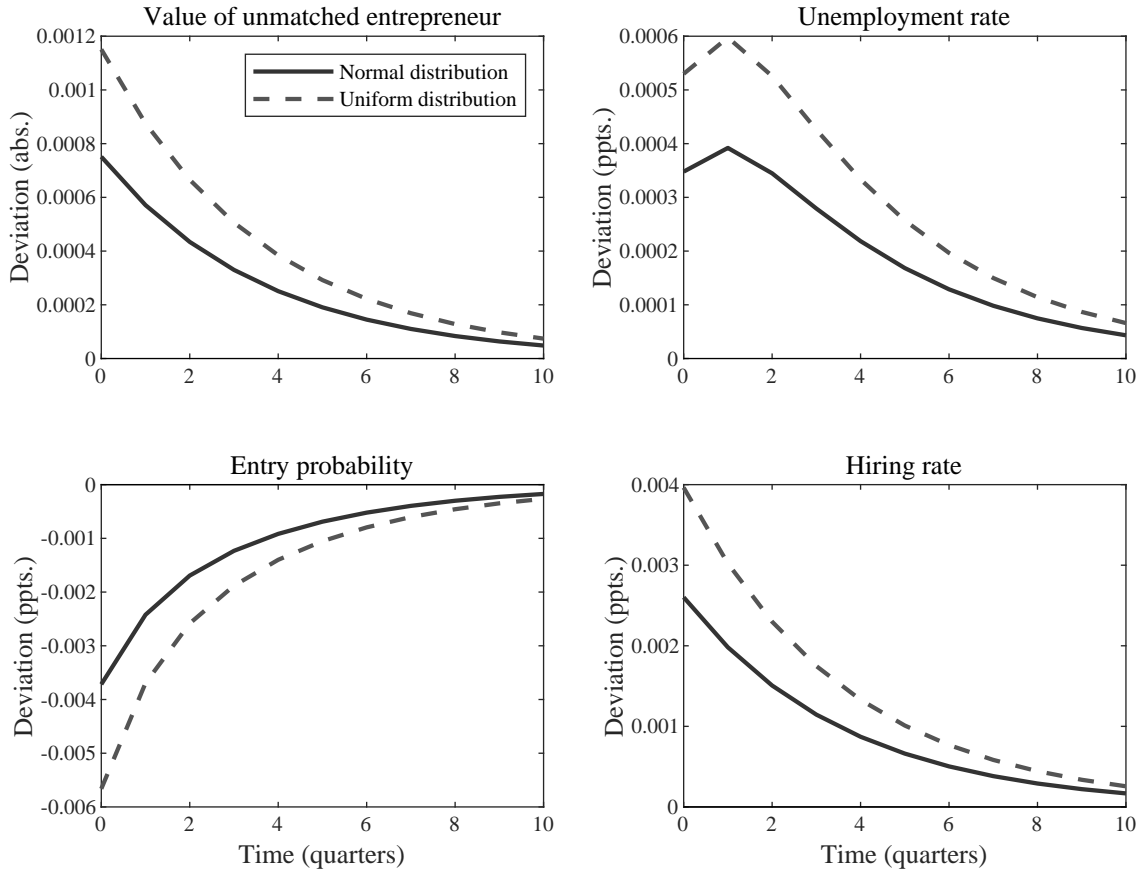 Value of unmatched entrepreneur
0.0012
0.001
0.0008
0.0006
0.0004
0.0002
0
Deviation (abs.)
Normal distribution
Uniform distribution
0 2 4 6 8 10
Unemployment rate
0.0006
0.0005
0.0004
0.0003
0.0002
0.0001
0
Deviation (ppts.)
0 2 4 6 8 10
Entry probability
0
-0.001
-0.002
-0.003
-0.004
-0.005
-0.006
Deviation (ppts.)
0 2 4 6 8 10
Time (quarters)
Hiring rate
0.004
0.003
0.002
0.001
0
Deviation (ppts.)
0 2 4 6 8 10
Time (quarters)